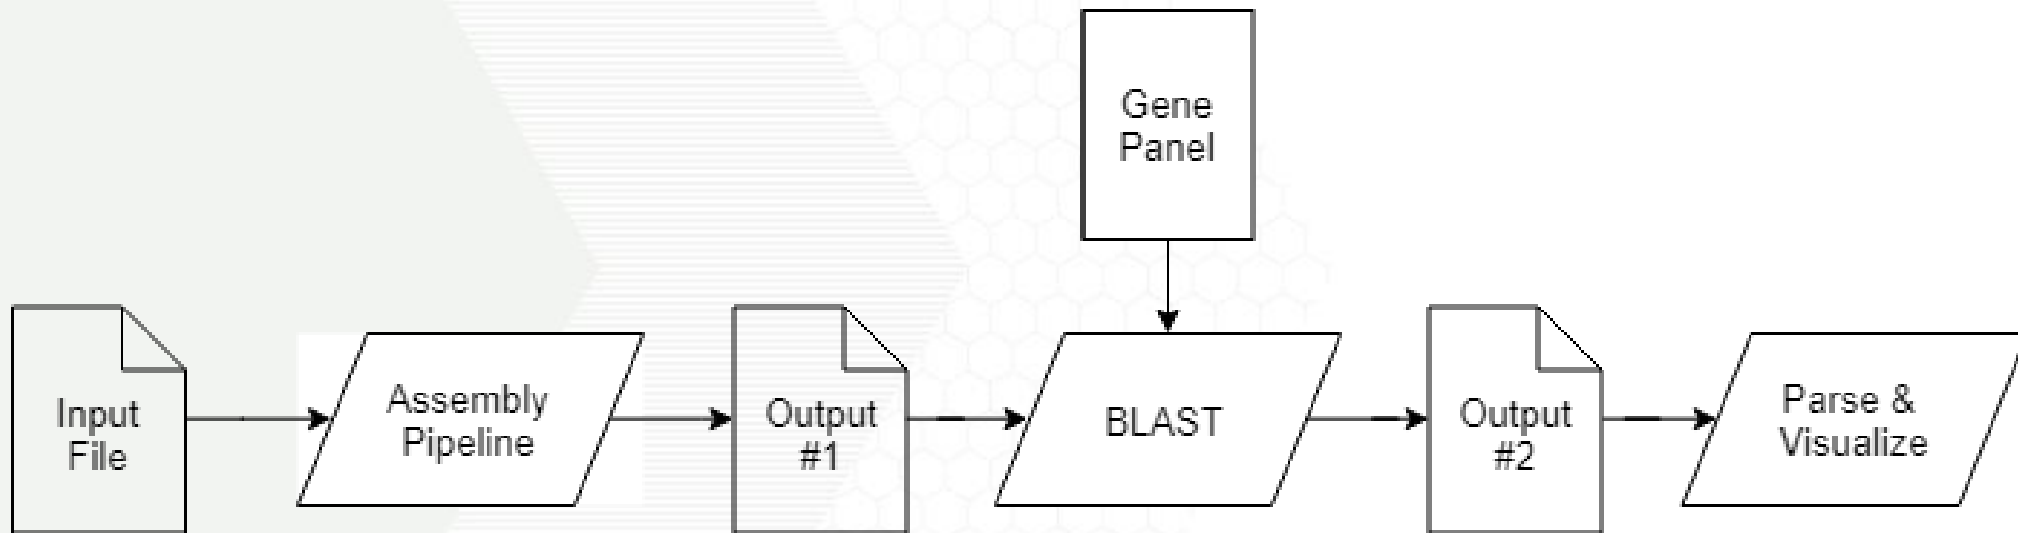 Gene
Panel
Input
File
Assembly
Pipeline
Output
#1
BLAST
Output
#2
Parse &
Visualize